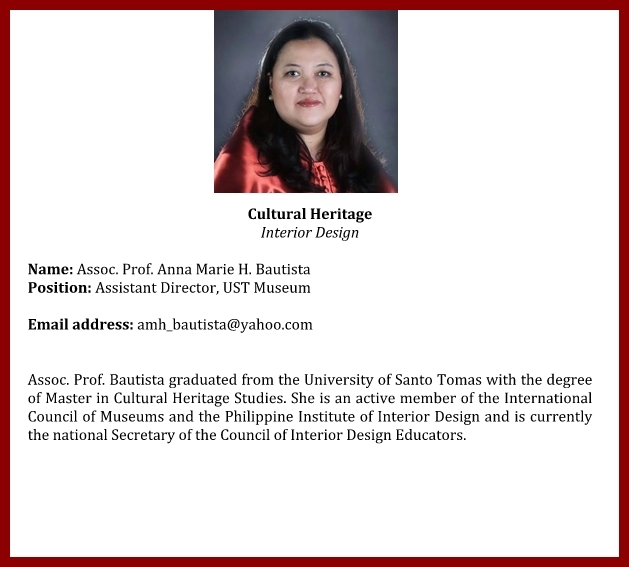 Cultural Heritage
Interior Design
Name: Assoc. Prof. Anna Marie H. Bautista
Position: Assistant Director, UST Museum
Email address: amh_bautista@yahoo.com
Assoc. Prof. Bautista graduated from the University of Santo Tomas with the degree
of Master in Cultural Heritage Studies. She is an active member of the International
Council of Museums and the Philippine Institute of Interior Design and is currently
the national Secretary of the Council of Interior Design Educators.